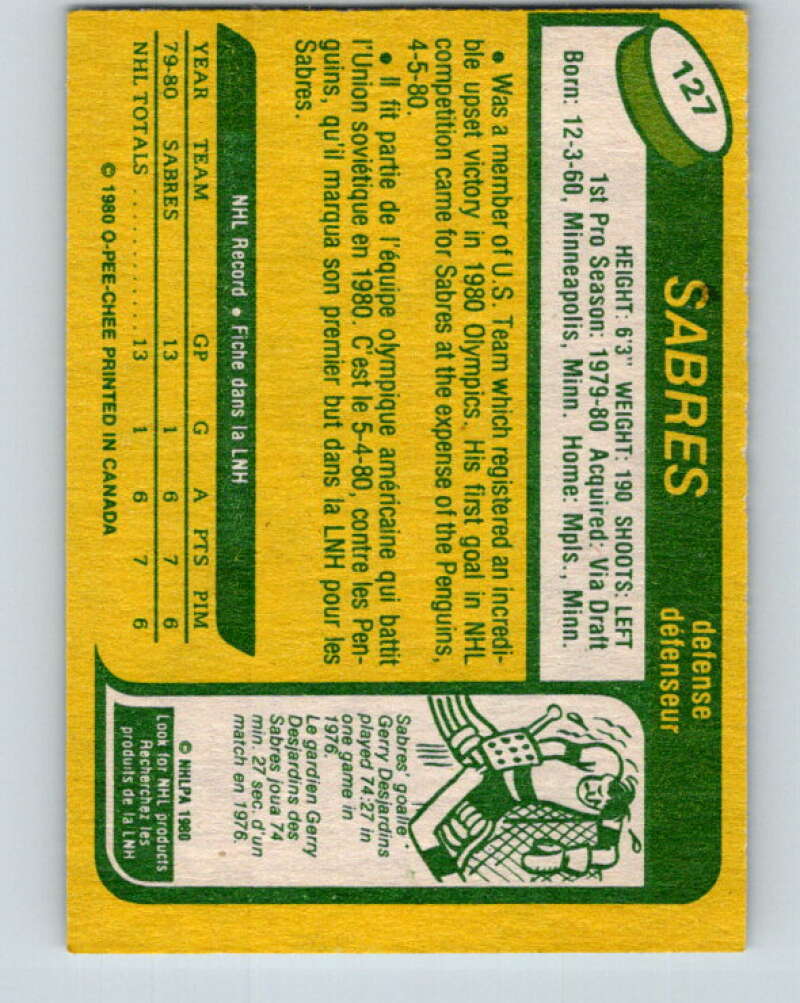 127
SABRES
defense
défenseur
HEIGHT: 6'3" WEIGHT: 190 SHOOTS: LEFT
1st Pro Season: 1979-80 Acquired: Via Draft
Born: 12-3-60, Minneapolis, Minn. Home: Mpls., Minn.
• Was a member of U.S. Team which registered an incredi-
ble upset victory in 1980 Olympics. His first goal in NHL
competition came for Sabres at the expense of the Penguins,
4-5-80.
• Il fit partie de l'équipe olympique américaine qui battit
l'Union soviétique en 1980. C'est le 5-4-80, contre les Pen-
guins, qu'il marqua son premier but dans la LNH pour les
Sabres.
NHL Record • Fiche dans la LNH
YEAR TEAM GP G A PTS PIM
79-80 SABRES 13 1 6 7 6
NHL TOTALS ............ 13 1 6 7 6
© 1980 O-PEE-CHEE PRINTED IN CANADA
Sabres' goalie
Gerry Desjardins
played 74:27 in
one game in
1976.
Le gardien Gerry
Desjardins des
Sabres joua 74
min. 27 sec. d'un
match en 1976.
© NHLPA 1980
Look for NHL products
Recherchez les
produits de la LNH